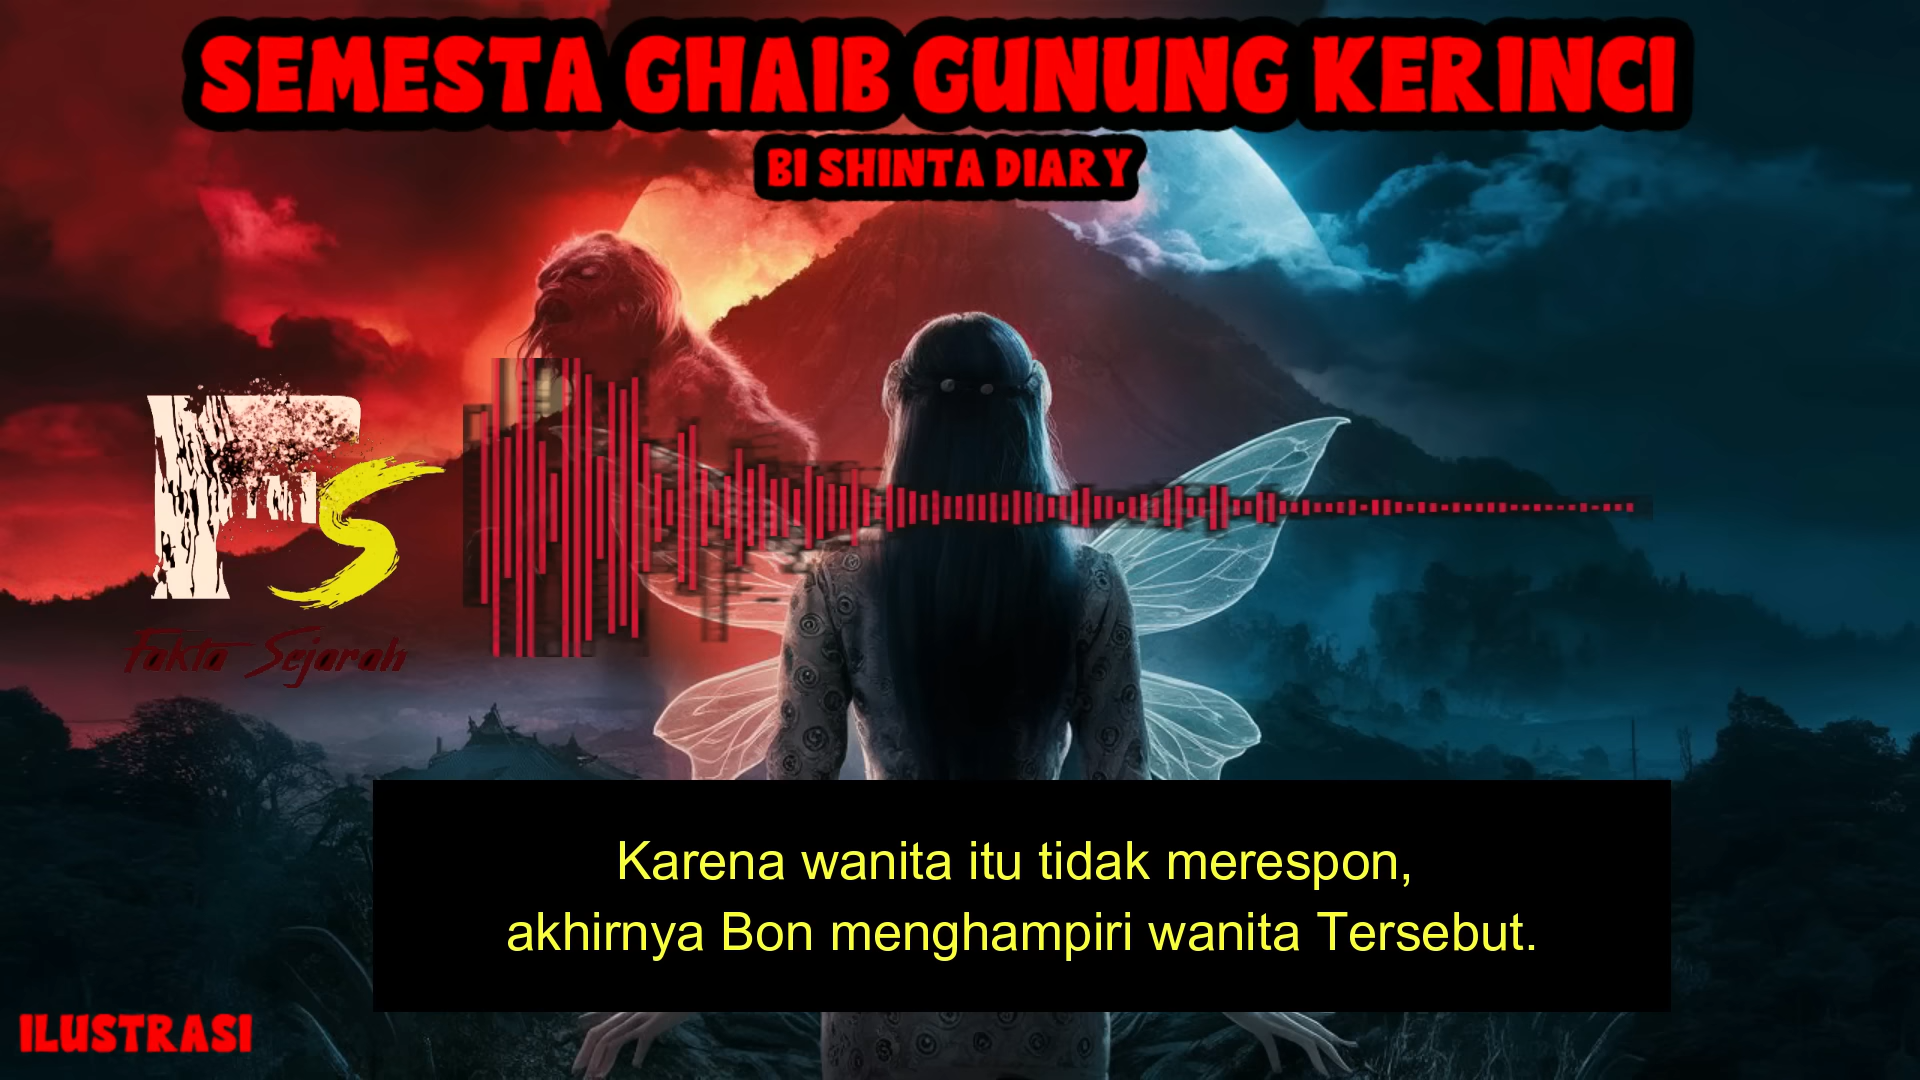 SEMESTA GHAIB GUNUNG KERINCI
BI SHINTA DIARY
FS
Fakta Sejarah
Karena wanita itu tidak merespon,
akhirnya Bon menghampiri wanita Tersebut.
ILUSTRASI